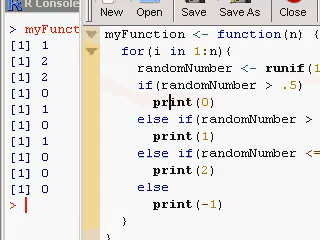 R Console
New Open Save Save As Close
> myFunc
[1] 1
[1] 2
[1] 2
[1] 0
[1] 1
[1] 0
[1] 1
[1] 0
[1] 0
[1] 0
>
myFunction <- function(n) {
for(i in 1:n){
randomNumber <- runif(1
if(randomNumber > .5)
print(0)
else if(randomNumber >
print(1)
else if(randomNumber <=
print(2)
else
print(-1)
}
}